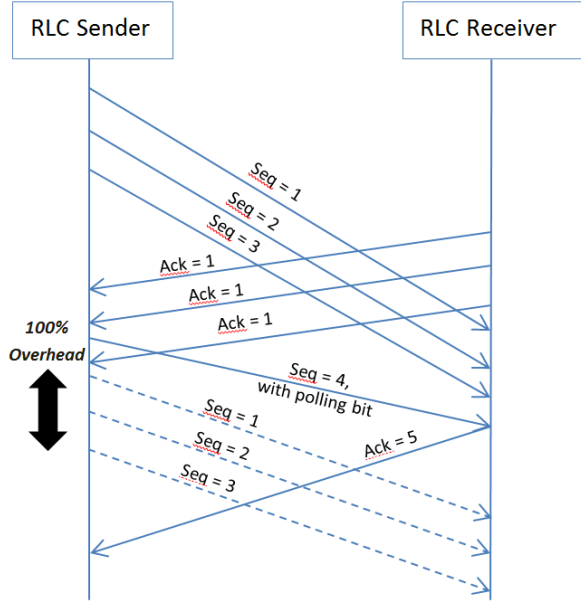 RLC Sender
RLC Receiver
Seq = 1
Seq = 2
Seq = 3
Ack = 1
Ack = 1
Ack = 1
100%
Overhead
Seq = 4,
with polling bit
Seq = 1
Ack = 5
Seq = 2
Seq = 3